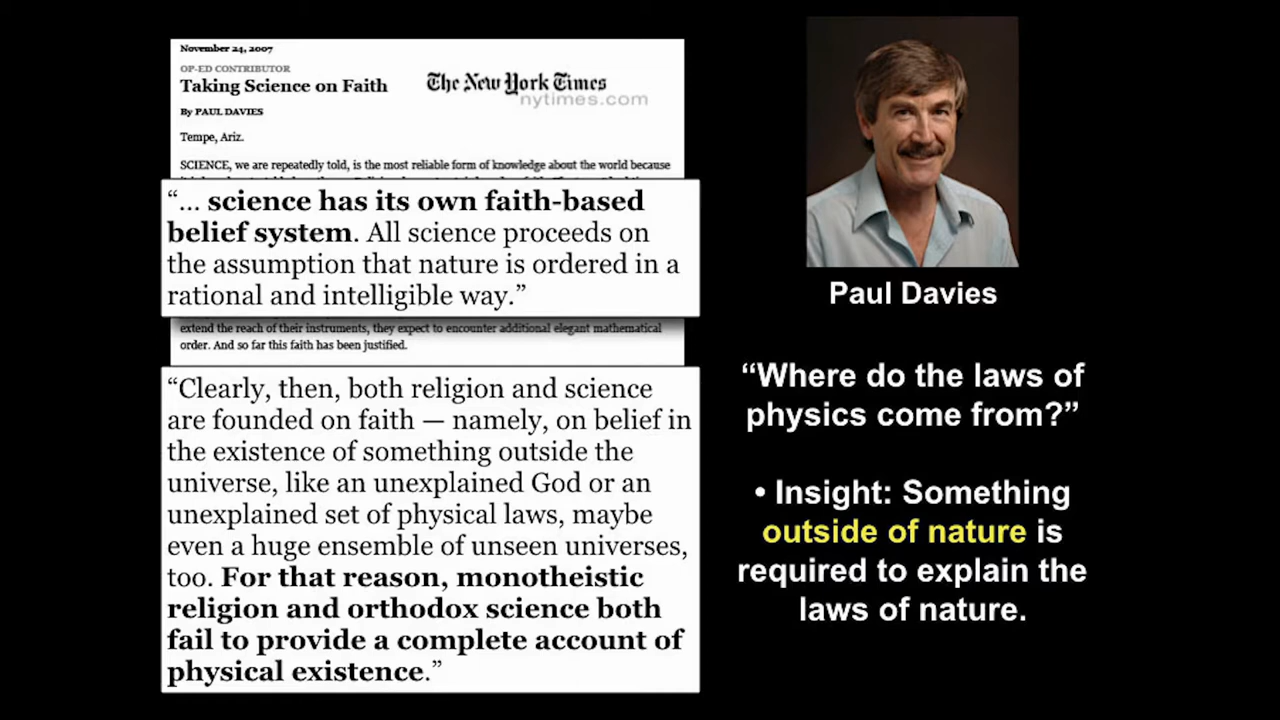 November 24, 2007
OP-ED CONTRIBUTOR
Taking Science on Faith
The New York Times
nytimes.com
By PAUL DAVIES
Tempe, Ariz.
SCIENCE, we are repeatedly told, is the most reliable form of knowledge about the world because
“... science has its own faith-based
belief system. All science proceeds on
the assumption that nature is ordered in a
rational and intelligible way.”
extend the reach of their instruments, they expect to encounter additional elegant mathematical
order. And so far this faith has been justified.
“Clearly, then, both religion and science
are founded on faith — namely, on belief in
the existence of something outside the
universe, like an unexplained God or an
unexplained set of physical laws, maybe
even a huge ensemble of unseen universes,
too. For that reason, monotheistic
religion and orthodox science both
fail to provide a complete account of
physical existence.”
Paul Davies
“Where do the laws of
physics come from?”
• Insight: Something
outside of nature is
required to explain the
laws of nature.